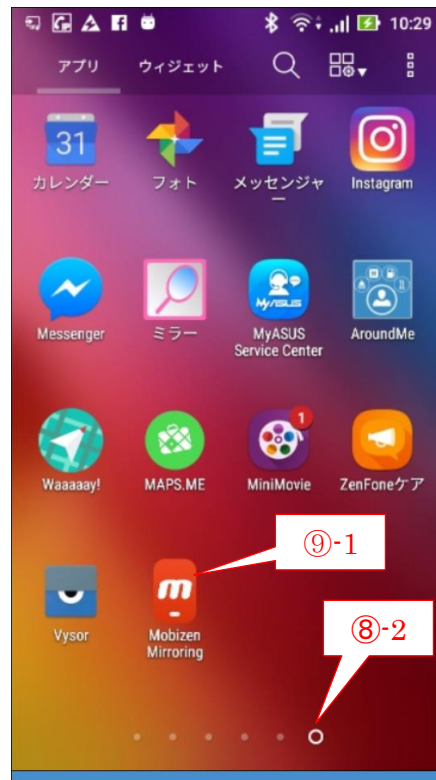 10:29
アプリ ウィジェット
31
カレンダー フォト メッセンジャ Instagram
ー
My/ISUS
Messenger ミラー MyASUS AroundMe
Service Center
1
Waaaaay! MAPS.ME MiniMovie ZenFoneケア
⑨-1
m
Vysor Mobizen
Mirroring
⑧-2